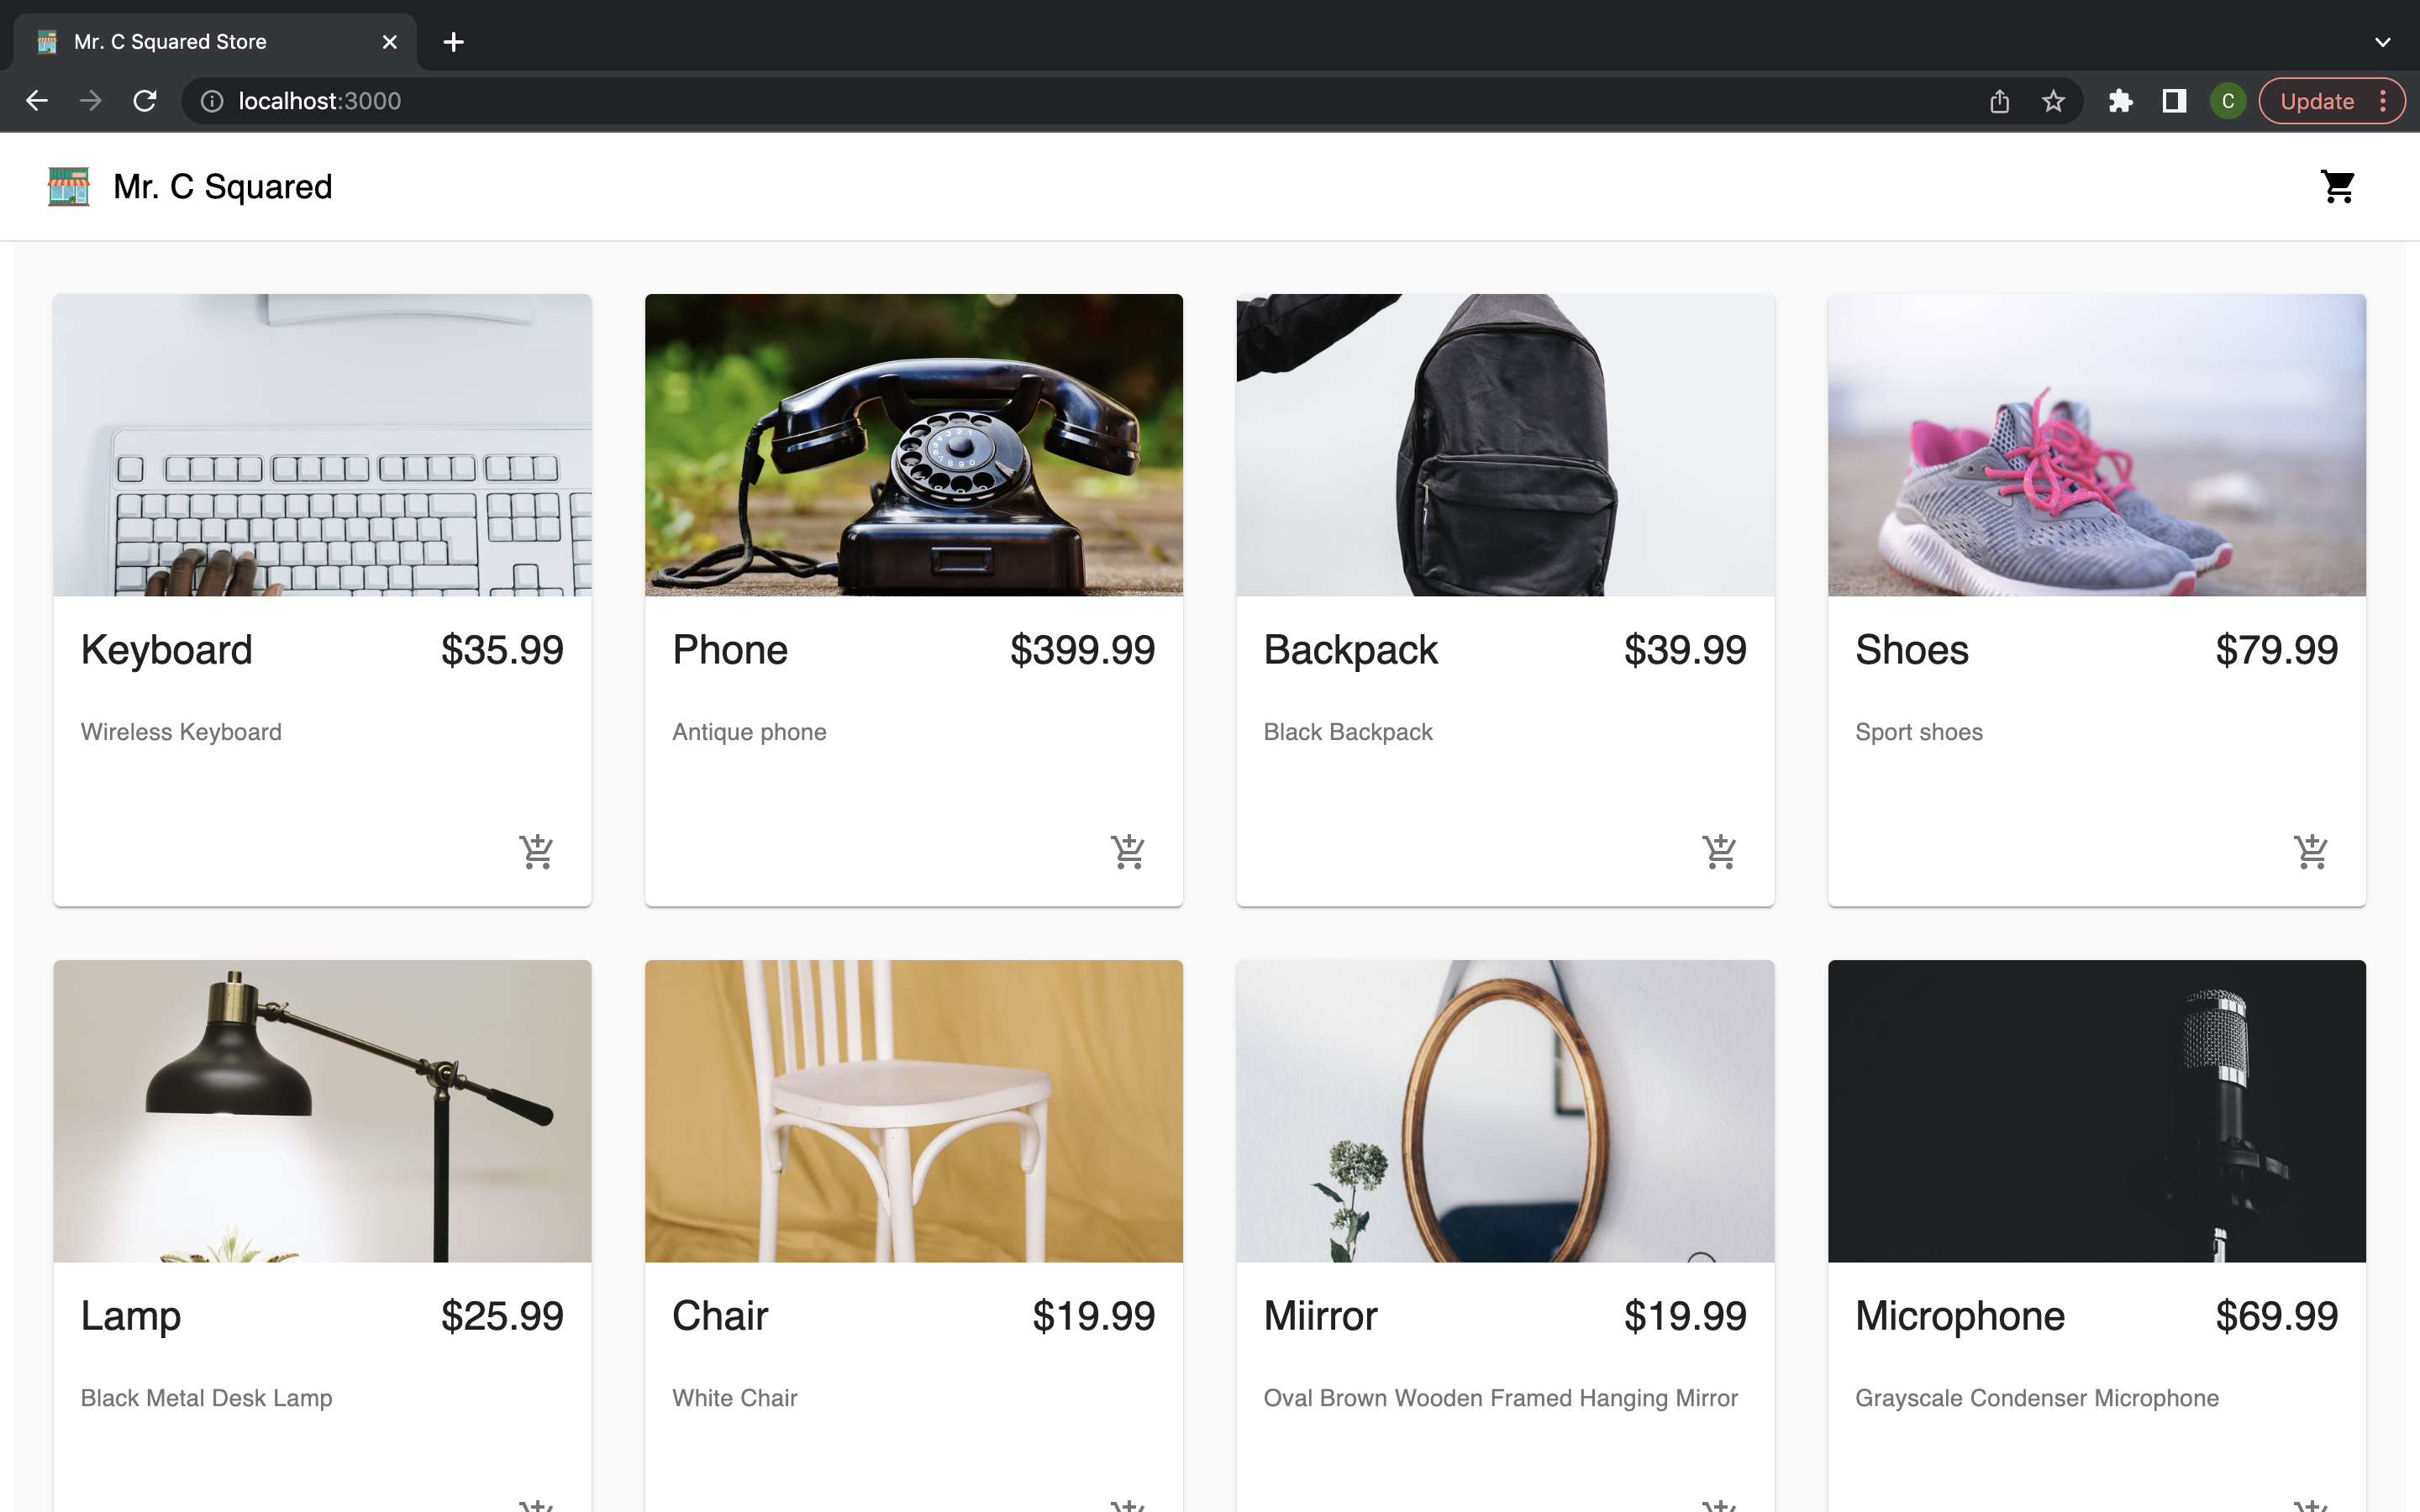 Mr. C Squared Store
localhost:3000
C
Update
Mr. C Squared
Keyboard $35.99
Wireless Keyboard
Phone $399.99
Antique phone
Backpack $39.99
Black Backpack
Shoes $79.99
Sport shoes
Lamp $25.99
Black Metal Desk Lamp
Chair $19.99
White Chair
Miirror $19.99
Oval Brown Wooden Framed Hanging Mirror
Microphone $69.99
Grayscale Condenser Microphone